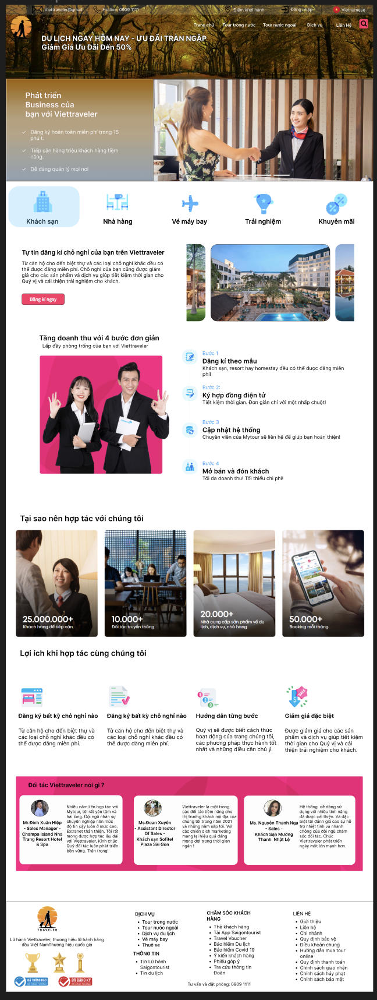 Viettraveler@gmail
Hotline: 0909 1111
Điểm khởi hành
Đăng nhập
Vietnamese
Trang chủ
Tour trong nước
Tour nước ngoài
Dịch vụ
Liên Hệ
DU LỊCH NGAY HÔM NAY - ƯU ĐÃI TRÀN NGẬP
Giảm Giá Ưu Đãi Đến 50%
Phát triển
Business của
bạn với Viettraveler
Đăng ký hoàn toàn miễn phí trong 15
phú t.
Tiếp cận hàng triệu khách hàng tiềm
năng.
Dễ dàng quản lý mọi nơi
Khách sạn
Nhà hàng
Vé máy bay
Trải nghiệm
Khuyến mãi
Tự tin đăng kí chỗ nghỉ của bạn trên Viettraveler
Từ căn hộ cho đến biệt thự và các loại chỗ nghỉ khác đều có
thể được đăng miễn phí. Chỗ nghỉ của bạn cũng được giảm
giá cho các sản phẩm và dịch vụ giúp tiết kiệm thời gian cho
Quý vị và cải thiện trải nghiệm cho khách.
Đăng kí ngay
Tăng doanh thu với 4 bước đơn giản
Lấp đầy phòng trống của bạn với Viettraveler
Bước 1
Đăng kí theo mẫu
Khách sạn, resort hay homestay đều có thể được đăng miễn
phí!
Bước 2:
Ký hợp đồng điện tử
Tiết kiệm thời gian. Đơn giản chỉ với một nhấp chuột!
Bước 3
Cập nhật hệ thống
Chuyên viên của Mytour sẽ liên hệ để giúp bạn hoàn thiện!
Bước 4
Mở bán và đón khách
Tối đa doanh thu! Tối thiểu chi phí!
Tại sao nên hợp tác với chúng tôi
25.000.000+
Khách hàng để tiếp cận
10.000+
Đối tác truyền thông
20.000+
Nhà cung cấp sản phẩm về du
lịch, dịch vụ, nhà hàng
50.000+
Booking mỗi tháng
Lợi ích khi hợp tác cùng chúng tôi
Đăng ký bất kỳ chỗ nghỉ nào
Từ căn hộ cho đến biệt thự và
các loại chỗ nghỉ khác đều có
thể được đăng miễn phí.
Đăng ký bất kỳ chỗ nghỉ nào
Từ căn hộ cho đến biệt thự và
các loại chỗ nghỉ khác đều có
thể được đăng miễn phí.
Hướng dẫn từng bước
Quý vị sẽ được biết cách thức
hoạt động của trang chúng tôi,
các phương pháp thực hành tốt
nhất và những điều cần chú ý.
SALE
Giảm giá đặc biệt
Được giảm giá cho các sản
phẩm và dịch vụ giúp tiết kiệm
thời gian cho Quý vị và cải
thiện trải nghiệm cho khách.
Đối tác Viettraveler nói gì ?
Mr.Đinh Xuân Hiệp
- Sales Manager -
Champa Island Nha
Trang Resort Hotel
& Spa
Nhiều năm liền hợp tác với
Mytour, tôi rất yên tâm và
hài lòng. Đội ngũ nhân sự
chuyên nghiệp nên mức
độ tin cậy luôn ở mức cao.
Extranet thân thiện. Tôi rất
mong được hợp tác lâu dài
với Viettraveler. Kính chúc
Quý đối tác luôn phát triển
bền vững. Trân trọng!
Ms.Đoan Xuyên
- Assistant Director
Of Sales -
Khách sạn Sofitel
Plaza Sài Gòn
Viettraveler là một trong
các đối tác tiềm năng cho
thị trường khách nội địa của
chúng tôi trong năm 2021
và những năm sắp tới. Với
các chiến dịch marketing
mang lại hiệu quả đáng
mong đợi trong thời gian
ngắn !
Ms. Nguyễn Thanh Nga
- Sales -
Khách Sạn Mường
Thanh Nhật Lệ
Hệ thống dễ dàng sử
dụng với nhiều tính năng
đã được cải thiện. Và đặc
biệt tôi đánh giá cao sự hỗ
trợ nhiệt tình và nhanh
chóng của đội ngũ chăm
sóc đối tác. Chúc
Viettraveler phát triển
ngày một lớn mạnh hơn.
TRAVELER
Lữ hành Viettraveler, thương hiệu lữ hành hàng
đầu Việt NamThương hiệu quốc gia
ĐÃ THÔNG BÁO
BỘ CÔNG THƯƠNG
ĐÃ ĐĂNG KÝ
BỘ CÔNG THƯƠNG
DỊCH VỤ
Tour trong nước
Tour nước ngoài
Dịch vụ du lịch
Vé máy bay
Thuê xe
THÔNG TIN
Tin Lữ hành
Saigontourist
Tin du lịch
CHĂM SÓC KHÁCH
HÀNG
Thẻ khách hàng
Tải App Saigontourist
Travel Voucher
Bảo hiểm Du lịch
Bảo hiểm Covid 19
Ý kiến khách hàng
Phiếu góp ý
Tra cứu thông tin
Đoàn
Tư vấn và đặt phòng: 0909 1111
LIÊN HỆ
Giới thiệu
Liên hệ
Chi nhánh
Quy định bảo vệ
Điều khoản chung
Hướng dẫn mua tour
online
Quy định thanh toán
Chính sách giao nhận
Chính sách hủy phạt
Chính sách bảo mật